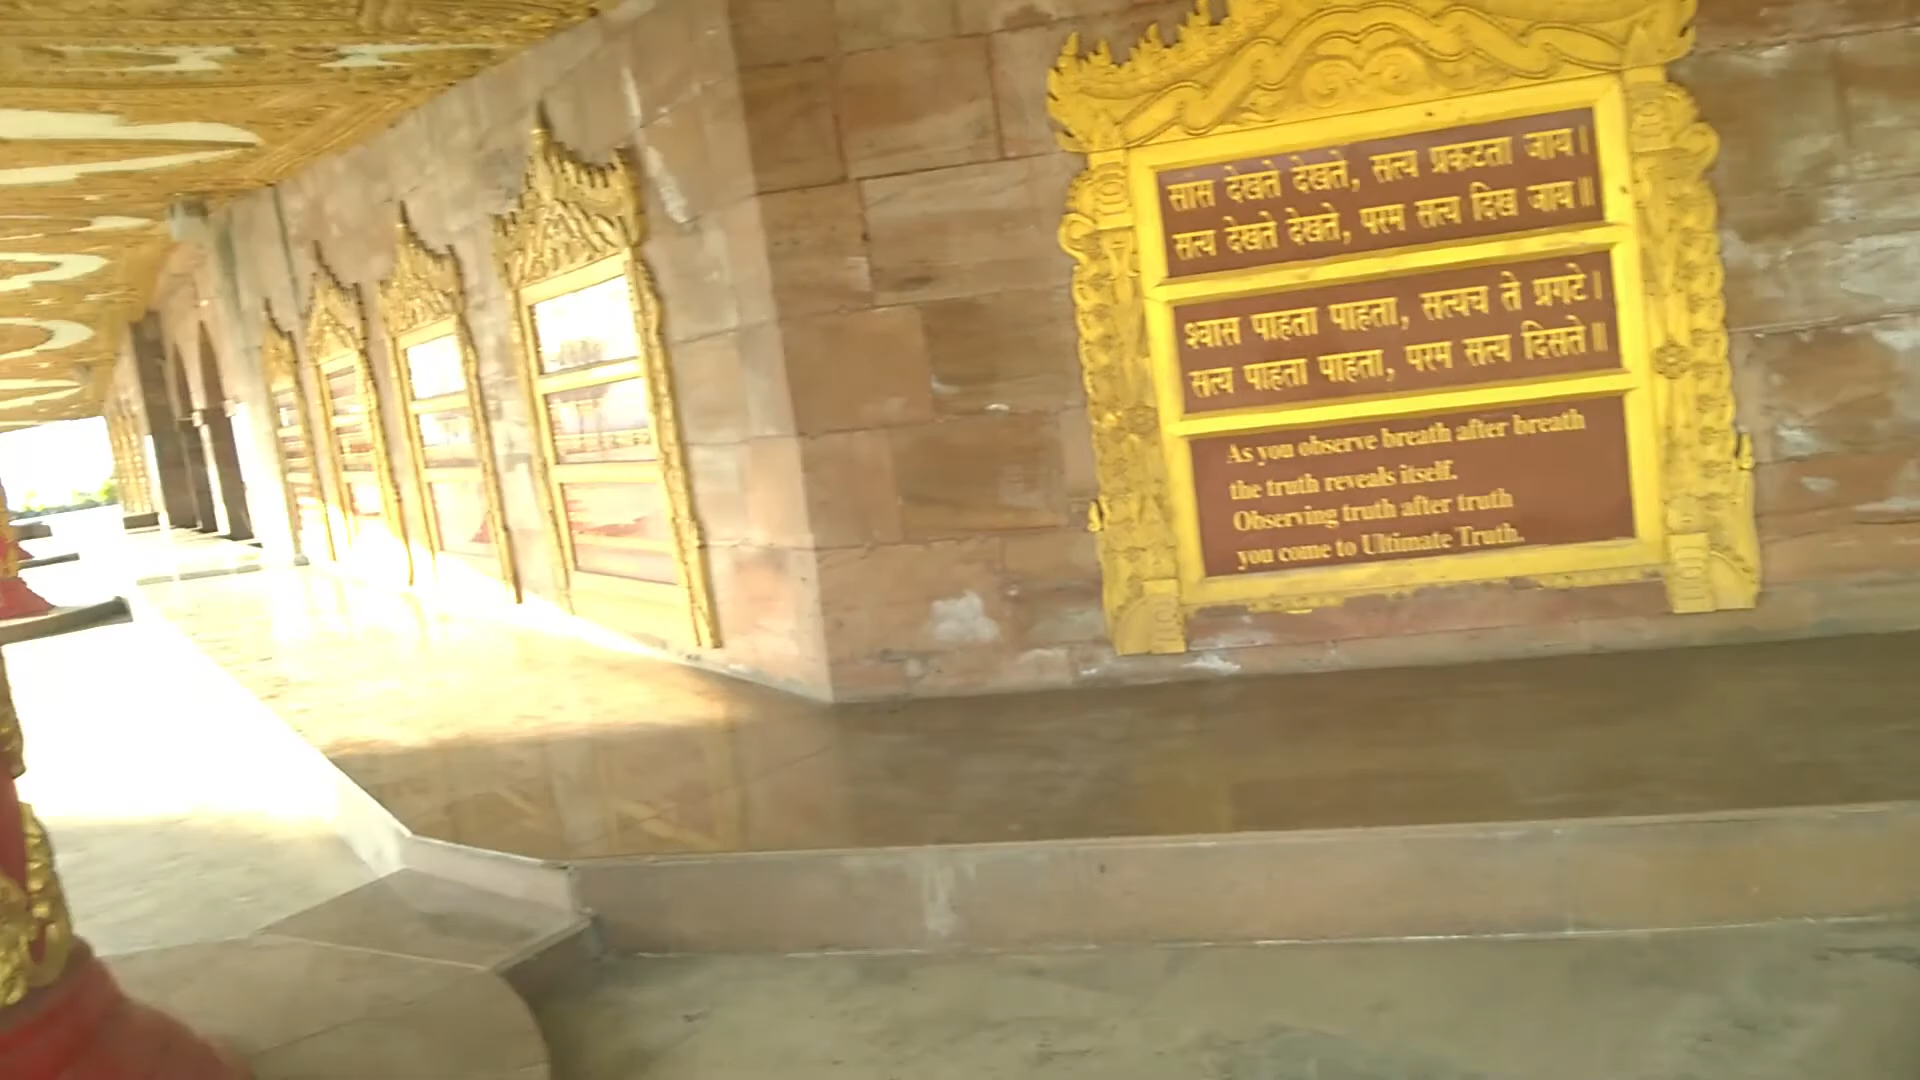 सांस देखते देखते, सत्य प्रकटता जाय।
सत्य देखते देखते, परम सत्य दिख जाय॥
श्वास पाहता पाहता, सत्यच ते प्रगटे।
सत्य पाहता पाहता, परम सत्य दिसते॥
As you observe breath after breath
the truth reveals itself.
Observing truth after truth
you come to Ultimate Truth.